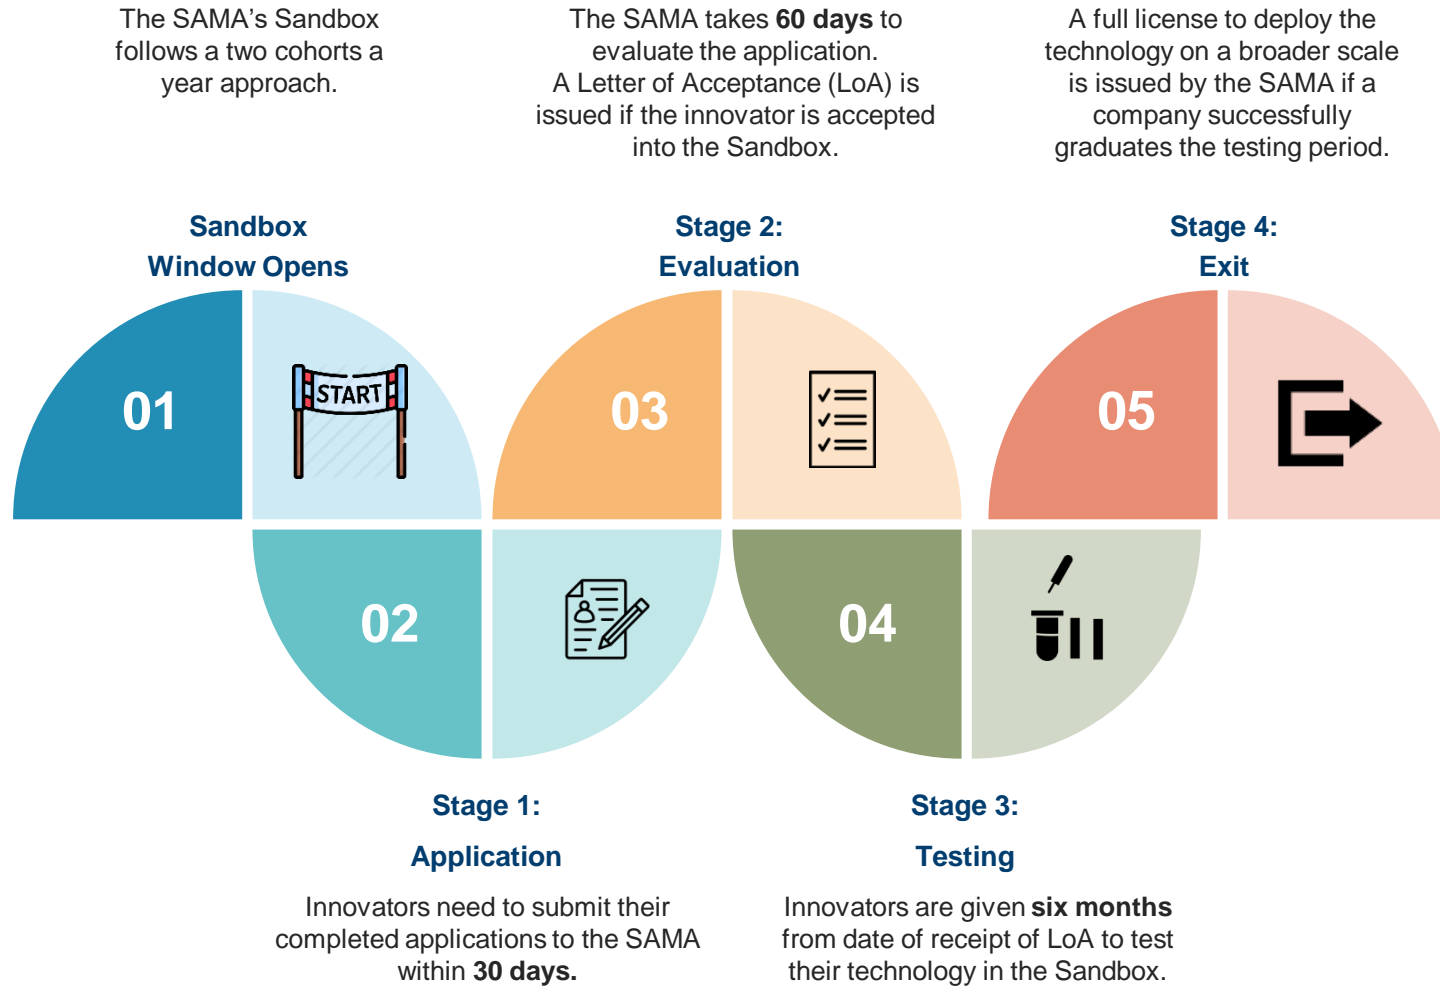 The SAMA's Sandbox
follows a two cohorts a
year approach.
The SAMA takes 60 days to
evaluate the application.
A Letter of Acceptance (LoA) is
issued if the innovator is accepted
into the Sandbox.
A full license to deploy the
technology on a broader scale
is issued by the SAMA if a
company successfully
graduates the testing period.
Sandbox
Window Opens
Stage 2:
Evaluation
Stage 4:
Exit
01
START
03
05
02
04
Stage 1:
Application
Innovators need to submit their
completed applications to the SAMA
within 30 days.
Stage 3:
Testing
Innovators are given six months
from date of receipt of LoA to test
their technology in the Sandbox.